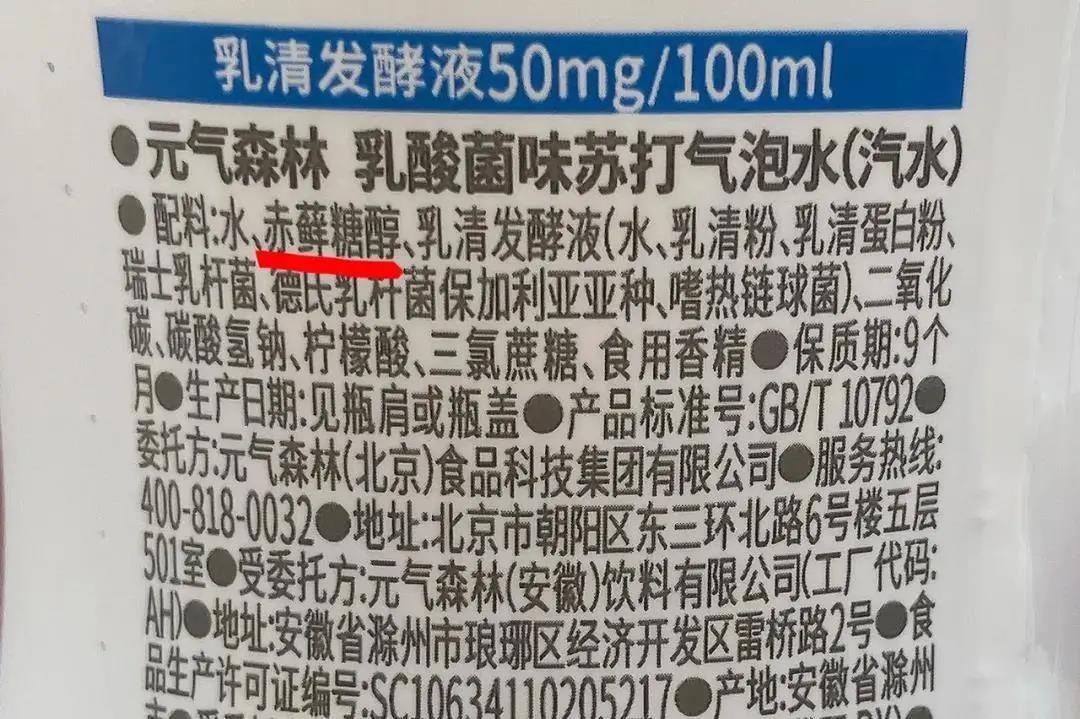 乳清发酵液50mg/100ml
●元气森林 乳酸菌味苏打气泡水(汽水)
●配料:水、赤藓糖醇、乳清发酵液(水、乳清粉、乳清蛋白粉、
瑞士乳杆菌、德氏乳杆菌保加利亚亚种、嗜热链球菌)、二氧化
碳、碳酸氢钠、柠檬酸、三氯蔗糖、食用香精●保质期:9个
月●生产日期:见瓶肩或瓶盖●产品标准号:GB/T 10792●
委托方:元气森林(北京)食品科技集团有限公司●服务热线:
400-818-0032●地址:北京市朝阳区东三环北路6号楼五层
501室●受委托方:元气森林(安徽)饮料有限公司(工厂代码:
AH)●地址:安徽省滁州市琅琊区经济开发区雷桥路2号●食
品生产许可证编号:SC10634110205217●产地:安徽省滁州